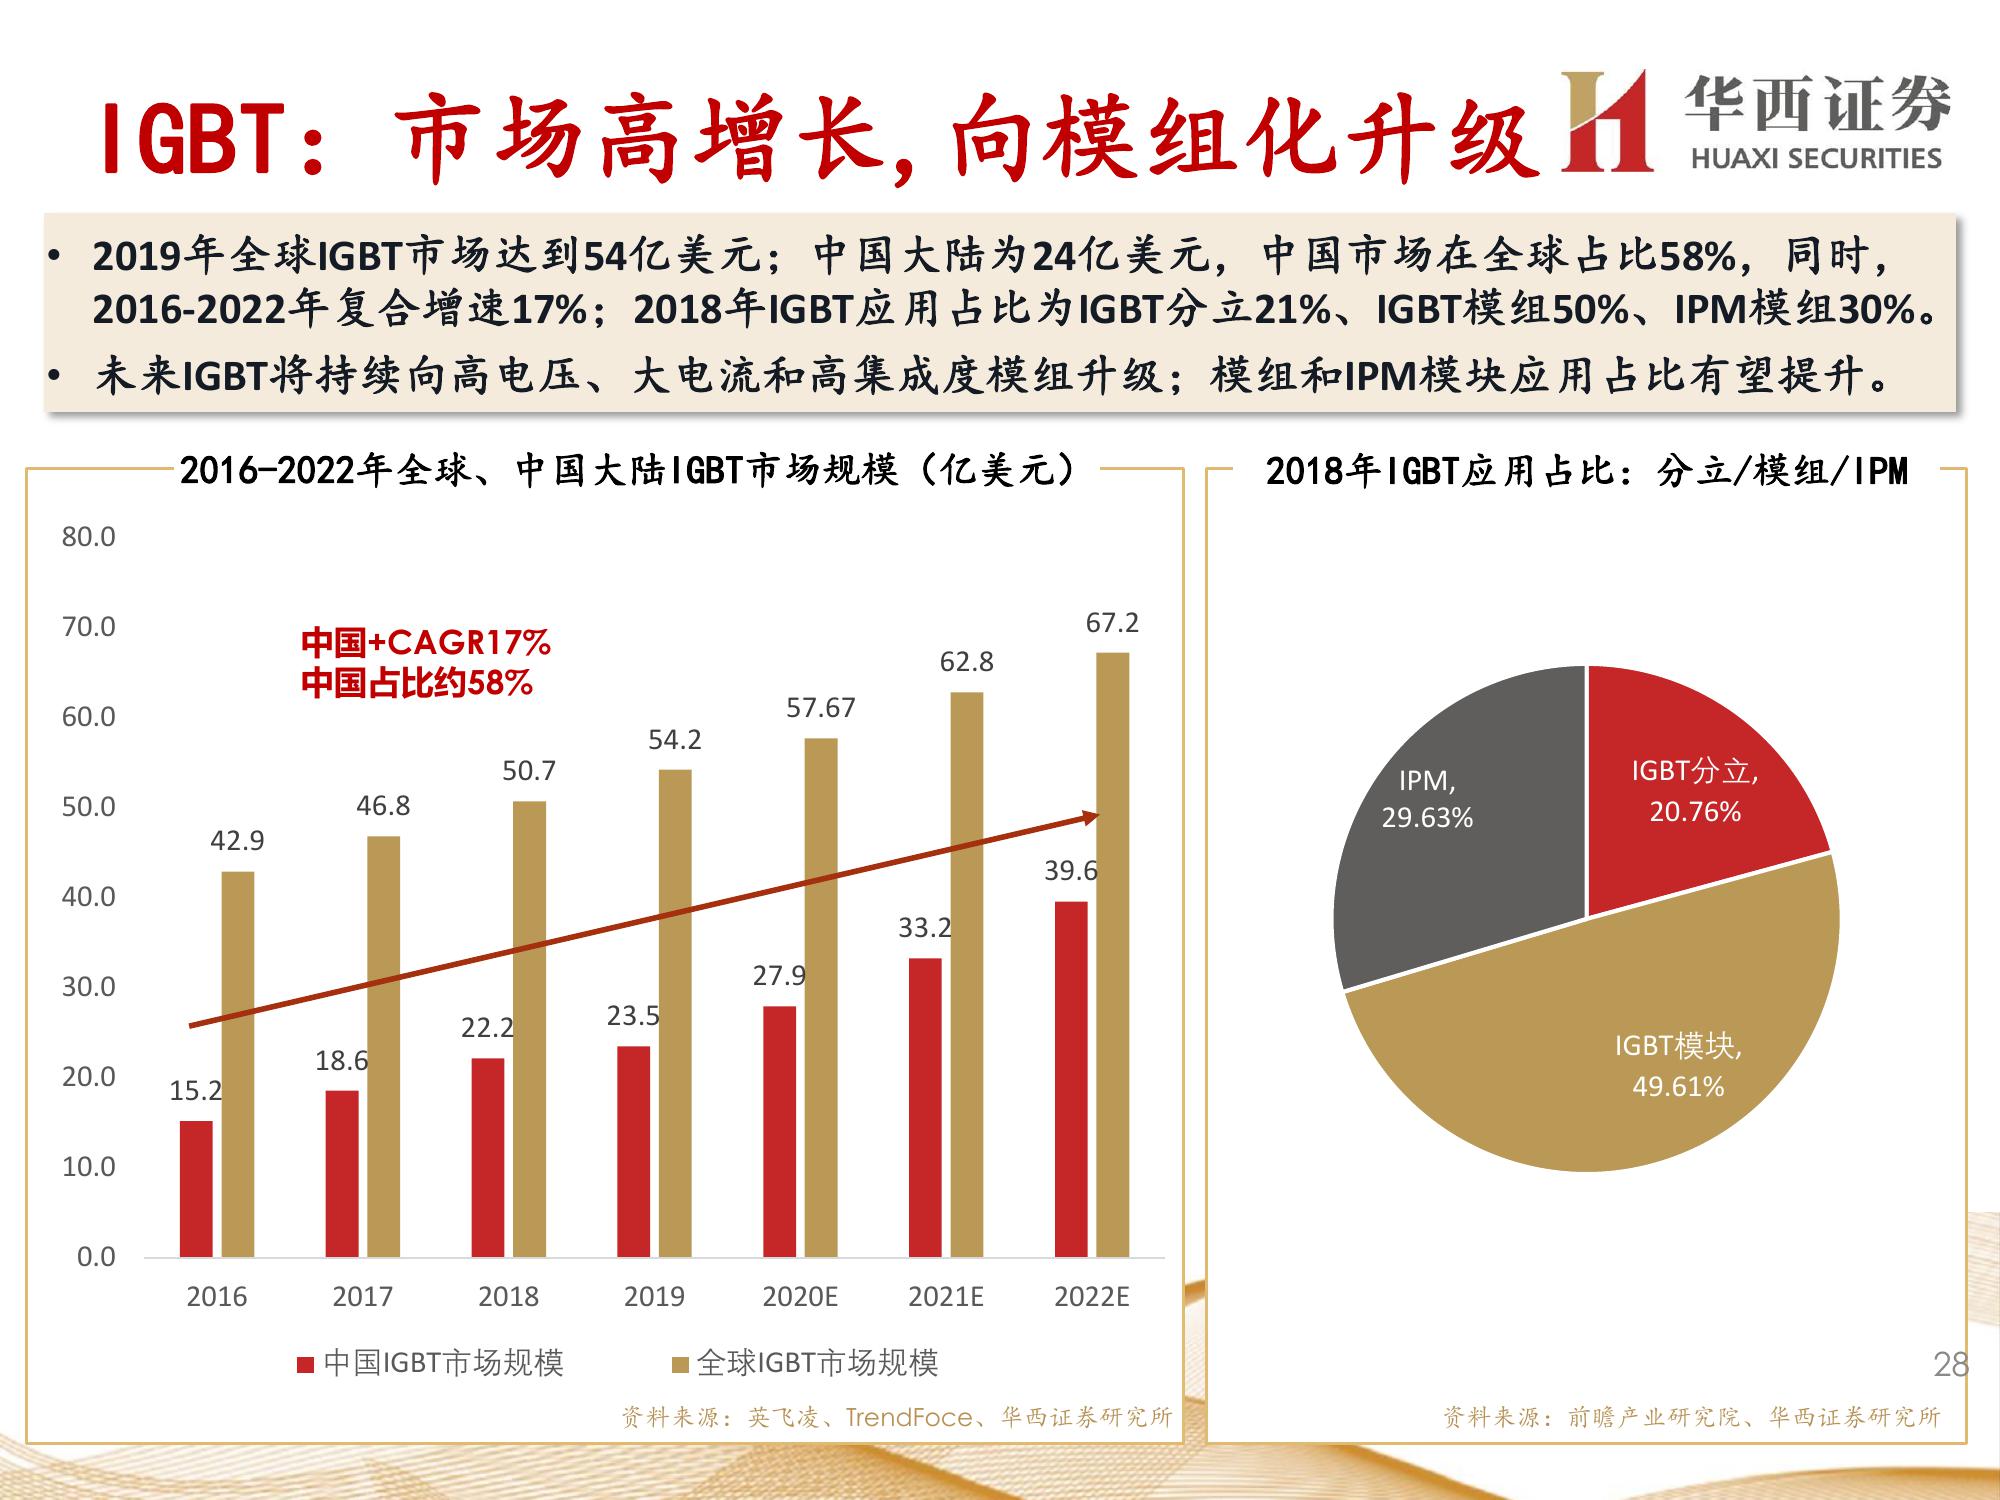 IGBT：市场高增长,向模组化升级
华西证券
HUAXI SECURITIES
• 2019年全球IGBT市场达到54亿美元；中国大陆为24亿美元，中国市场在全球占比58%，同时，
2016-2022年复合增速17%；2018年IGBT应用占比为IGBT分立21%、IGBT模组50%、IPM模组30%。
• 未来IGBT将持续向高电压、大电流和高集成度模组升级；模组和IPM模块应用占比有望提升。
2016-2022年全球、中国大陆IGBT市场规模（亿美元）
80.0
70.0
60.0
50.0
40.0
30.0
20.0
10.0
0.0
中国+CAGR17%
中国占比约58%
15.2
42.9
18.6
46.8
22.2
50.7
23.5
54.2
27.9
57.67
33.2
62.8
39.6
67.2
2016
2017
2018
2019
2020E
2021E
2022E
中国IGBT市场规模
全球IGBT市场规模
资料来源：英飞凌、TrendFoce、华西证券研究所
2018年IGBT应用占比：分立/模组/IPM
IPM,
29.63%
IGBT分立,
20.76%
IGBT模块,
49.61%
28
资料来源：前瞻产业研究院、华西证券研究所